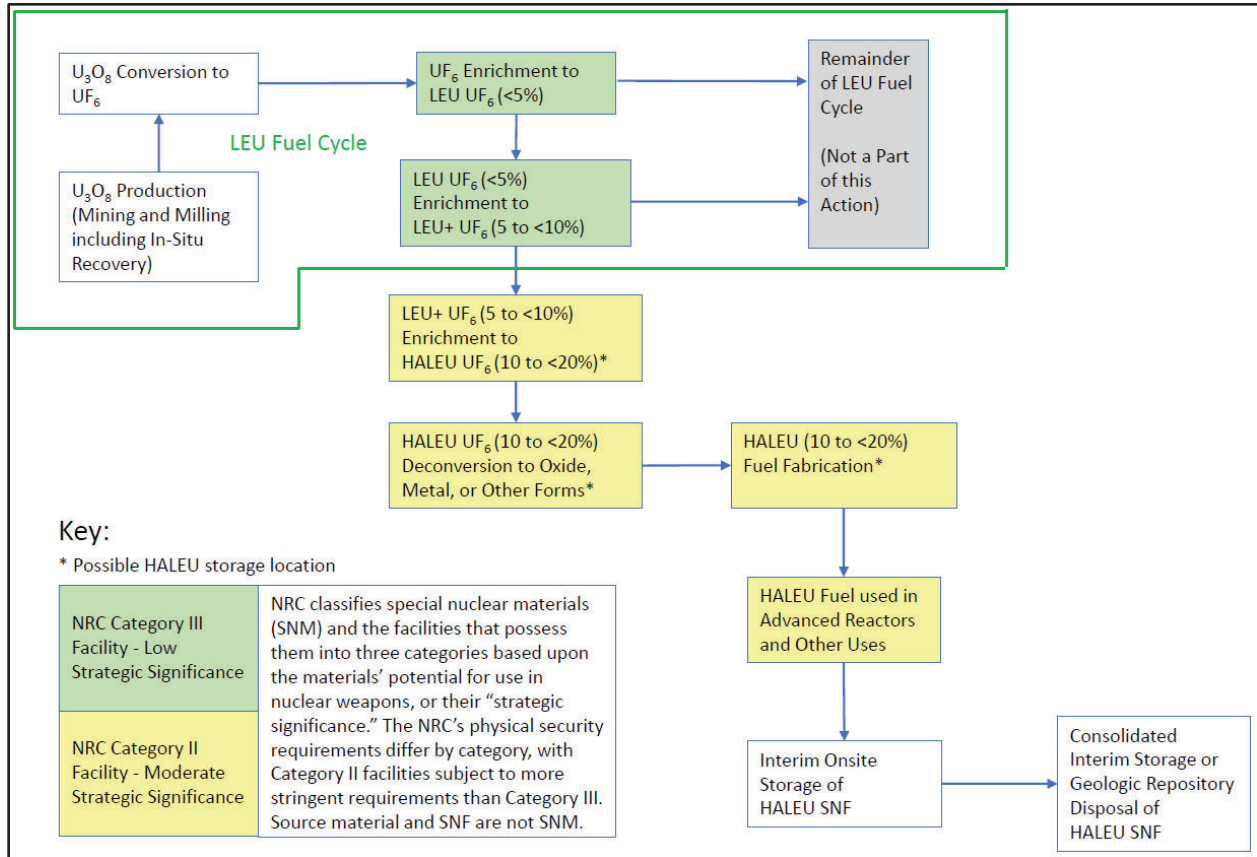 U₃O₈ Conversion to
UF₆
UF₆ Enrichment to
LEU UF₆ (<5%)
Remainder
of LEU Fuel
Cycle
(Not a Part
of this
Action)
LEU Fuel Cycle
U₃O₈ Production
(Mining and Milling
including In-Situ
Recovery)
LEU UF₆ (<5%)
Enrichment to
LEU+ UF₆ (5 to <10%)
LEU+ UF₆ (5 to <10%)
Enrichment to
HALEU UF₆ (10 to <20%)*
HALEU UF₆ (10 to <20%)
Deconversion to Oxide,
Metal, or Other Forms*
HALEU (10 to <20%)
Fuel Fabrication*
HALEU Fuel used in
Advanced Reactors
and Other Uses
Interim Onsite
Storage of
HALEU SNF
Consolidated
Interim Storage or
Geologic Repository
Disposal of
HALEU SNF
Key:
* Possible HALEU storage location
NRC Category III
Facility - Low
Strategic Significance
NRC Category II
Facility - Moderate
Strategic Significance
NRC classifies special nuclear materials
(SNM) and the facilities that possess
them into three categories based upon
the materials’ potential for use in
nuclear weapons, or their “strategic
significance.” The NRC’s physical security
requirements differ by category, with
Category II facilities subject to more
stringent requirements than Category III.
Source material and SNF are not SNM.